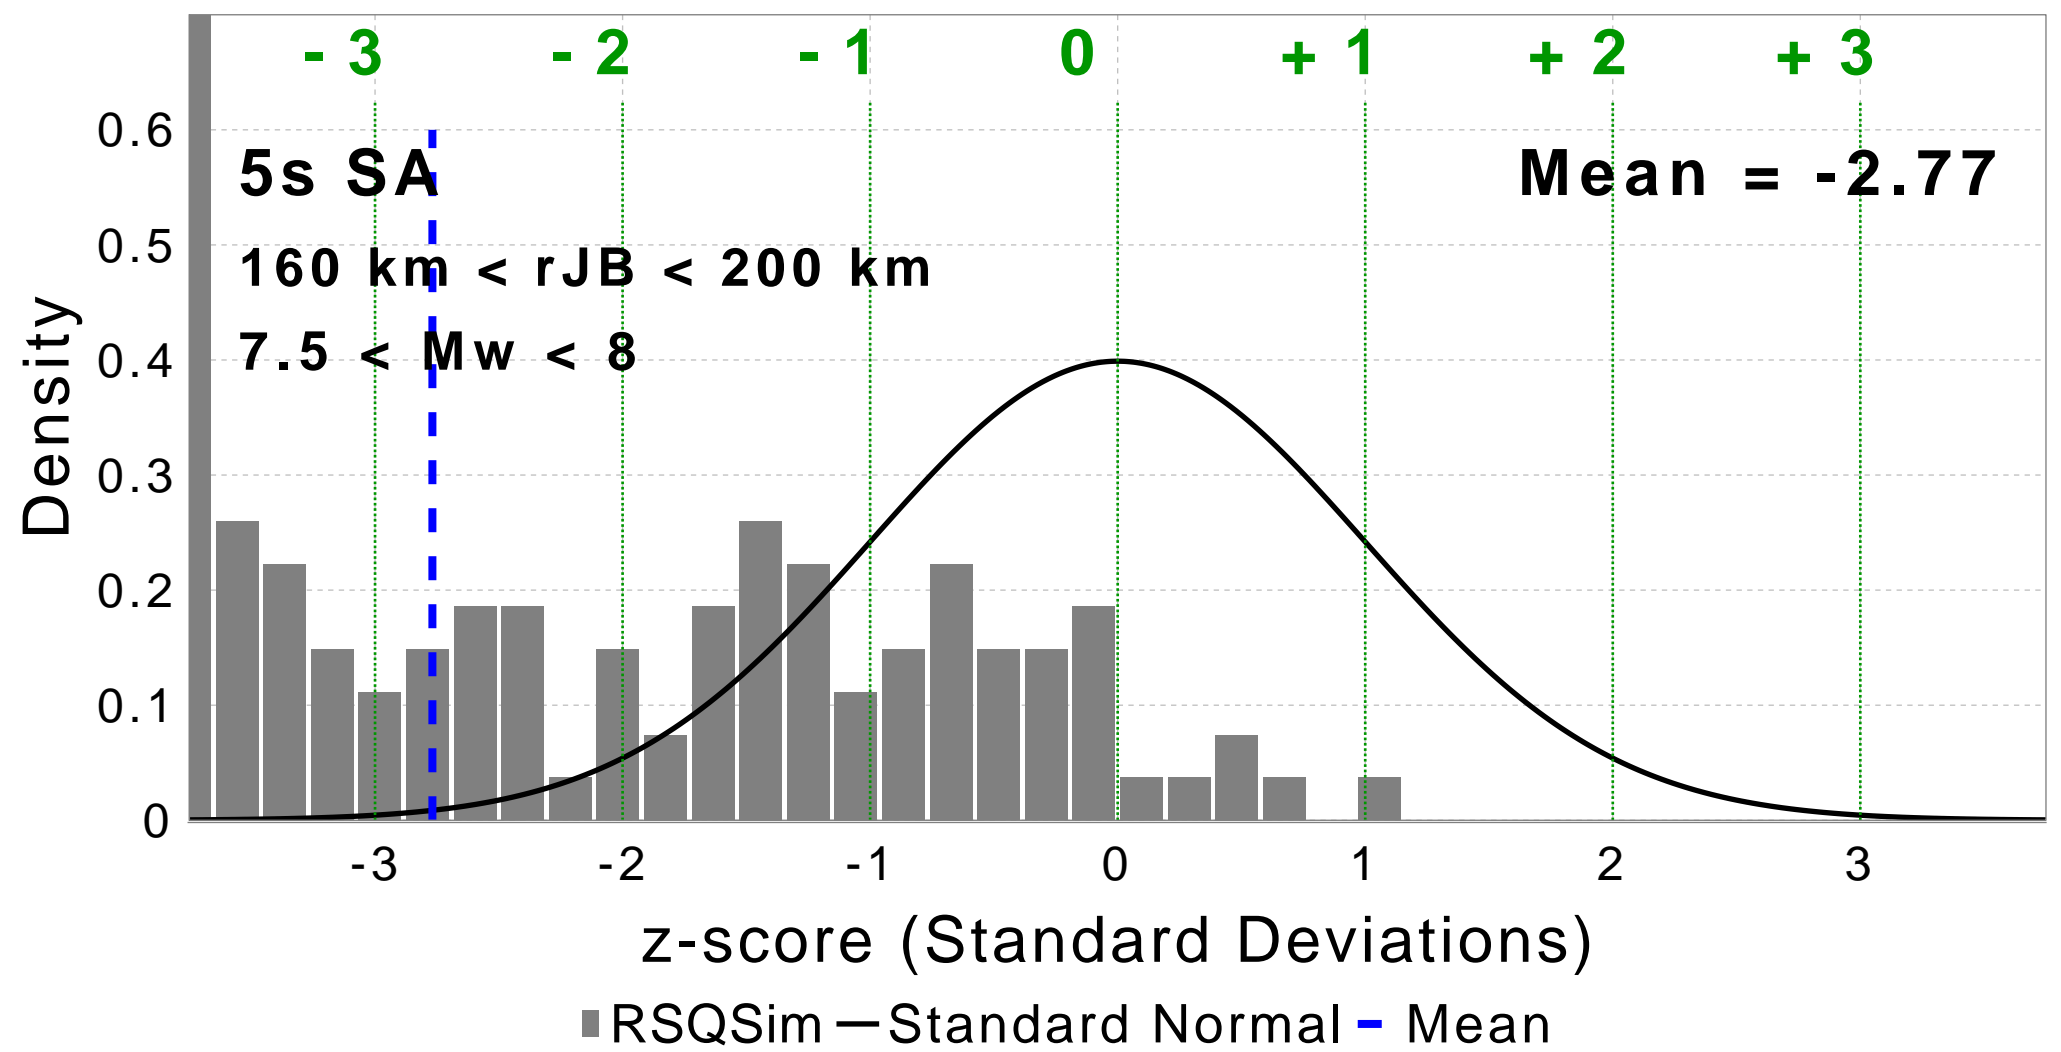 - 3 - 2 - 1 0 + 1 + 2 + 3
0.6
5s SA
Mean = -2.77
0.5
160 km < rJB < 200 km
7.5 < Mw < 8
0.4
0.3
0.2
0.1
0
Density
-3 -2 -1 0 1 2 3
z-score (Standard Deviations)
RSQSim Standard Normal Mean